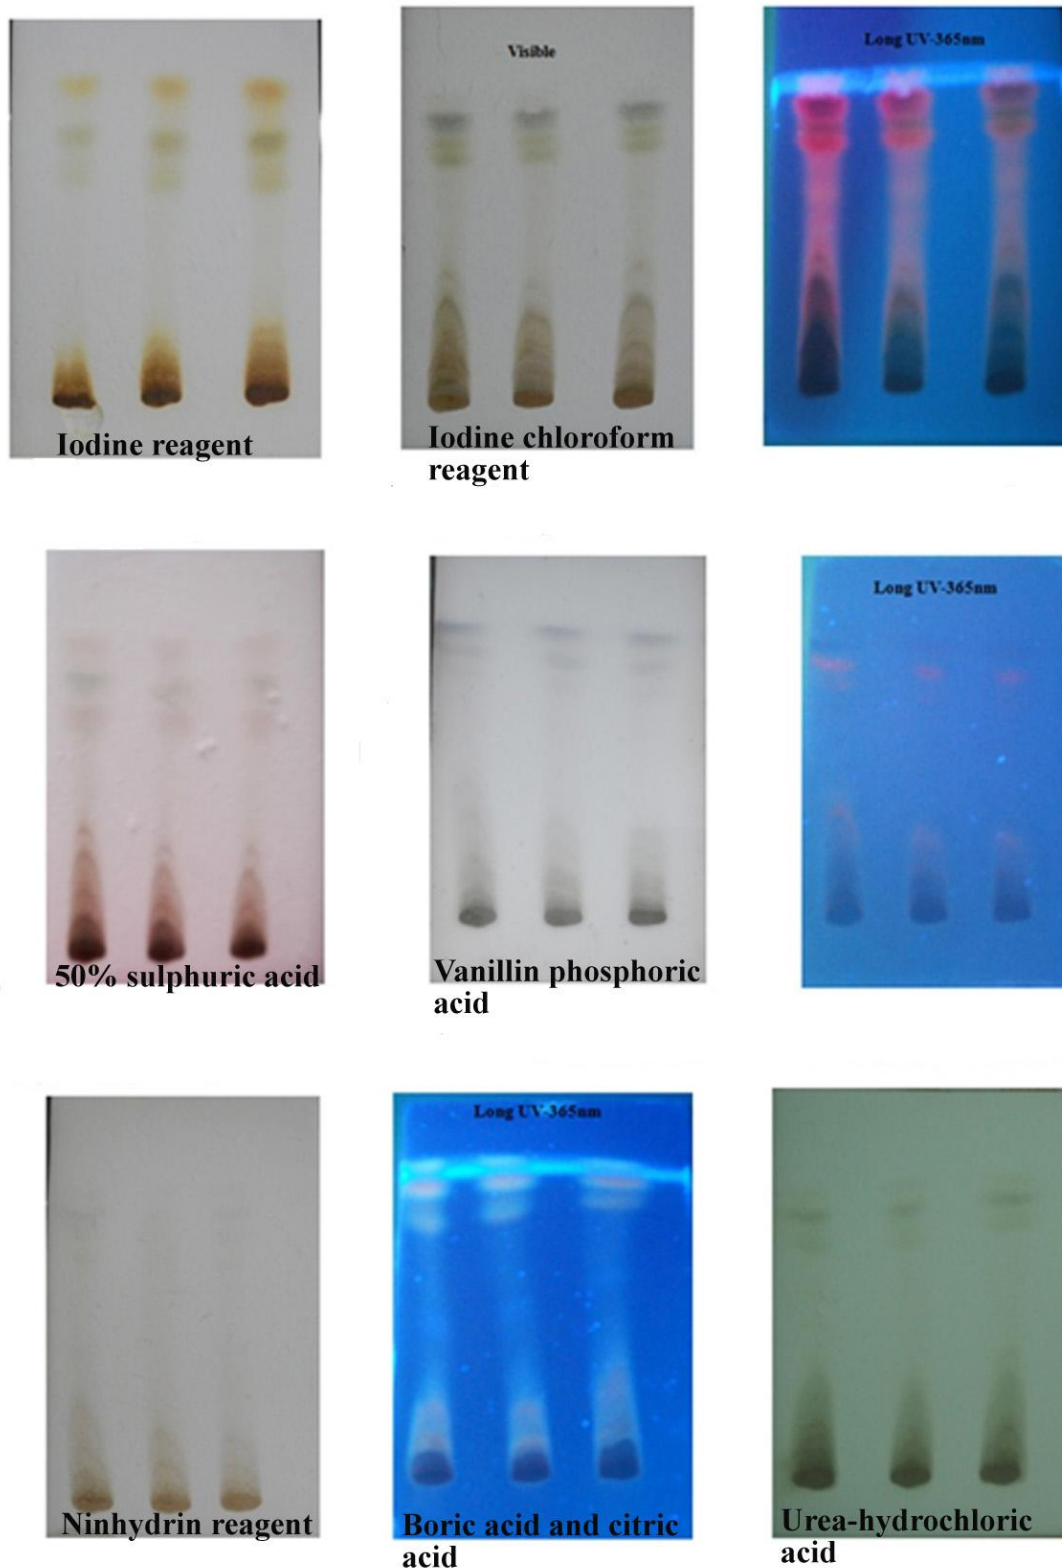 Visible
Long UV-365nm
Iodine reagent
Iodine chloroform
reagent
Long UV-365nm
50% sulphuric acid
Vanillin phosphoric
acid
Long UV-365nm
Ninhydrin reagent
Boric acid and citric
acid
Urea-hydrochloric
acid